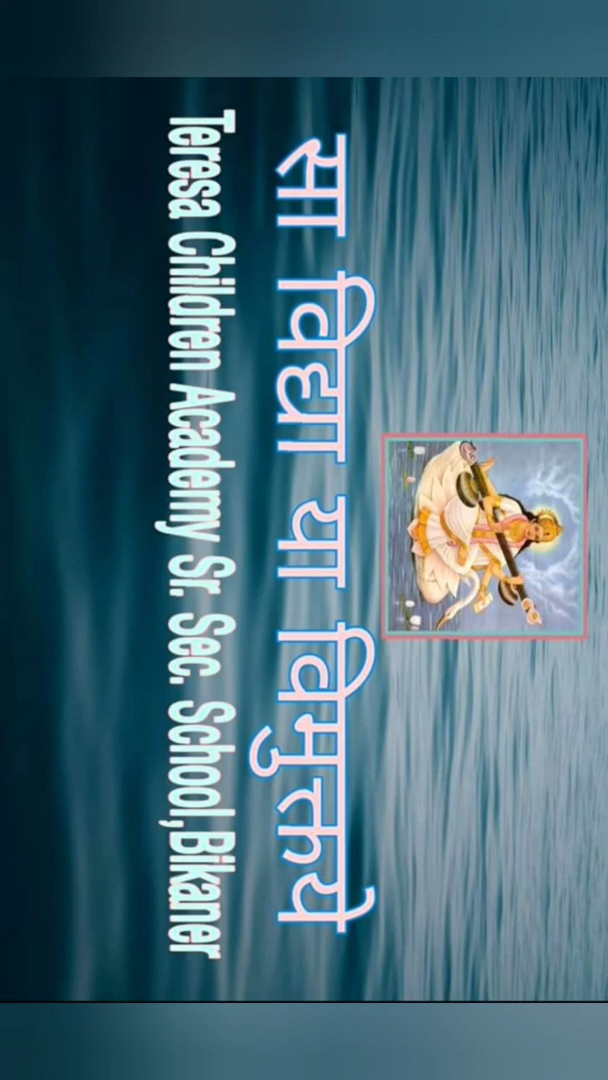 सा विद्या या विमुक्तये
Teresa Children Academy Sr. Sec. School,Bikaner